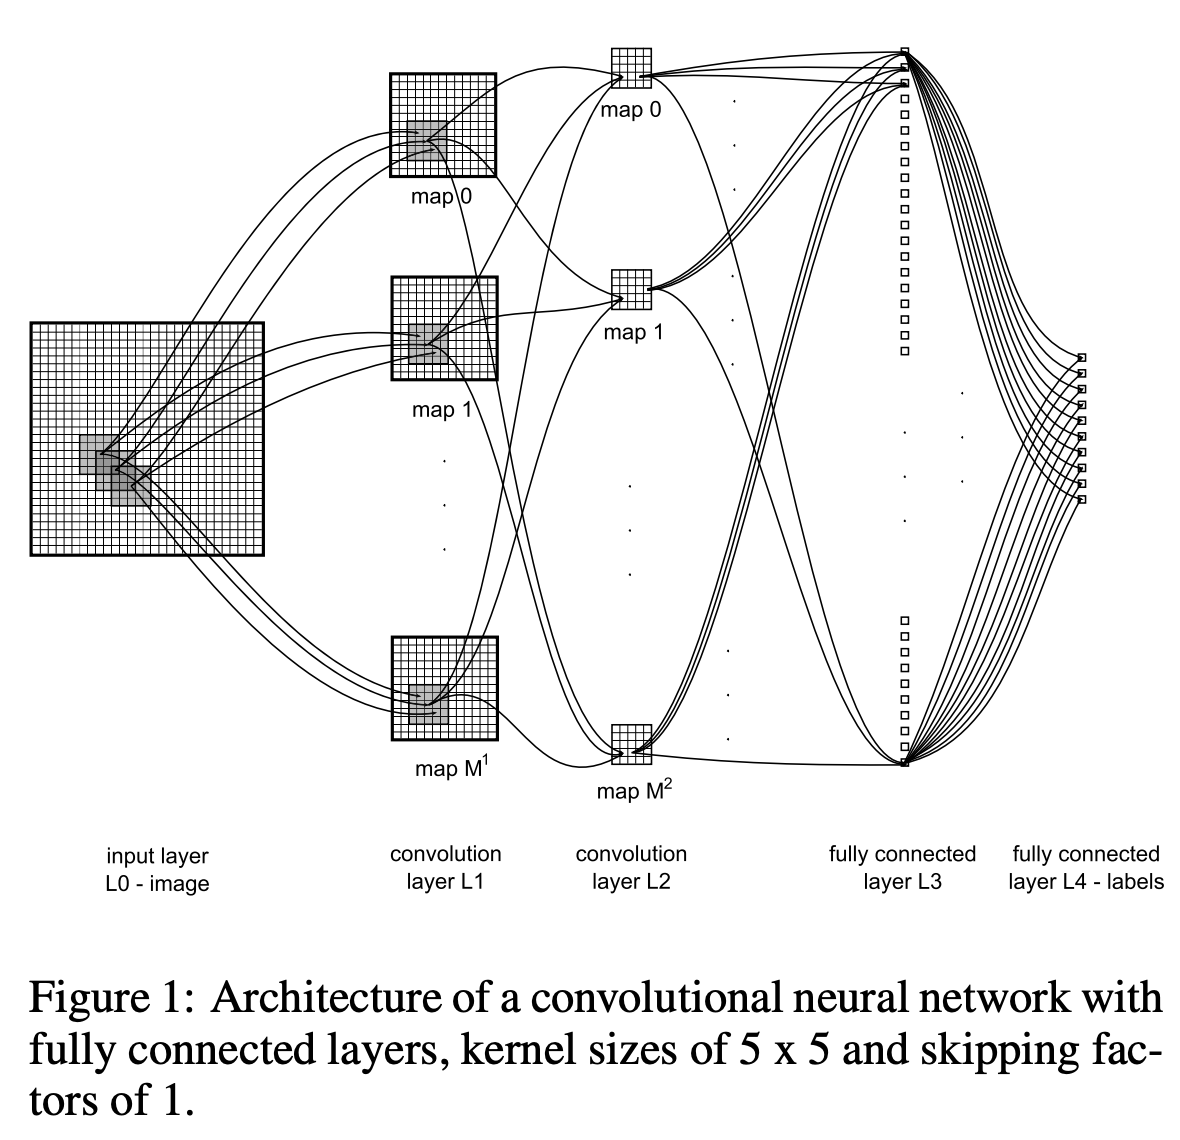 map 0
map 0
map 1
map 1
map M¹
map M²
input layer
L0 - image
convolution
layer L1
convolution
layer L2
fully connected
layer L3
fully connected
layer L4 - labels
Figure 1: Architecture of a convolutional neural network with
fully connected layers, kernel sizes of 5 x 5 and skipping fac-
tors of 1.